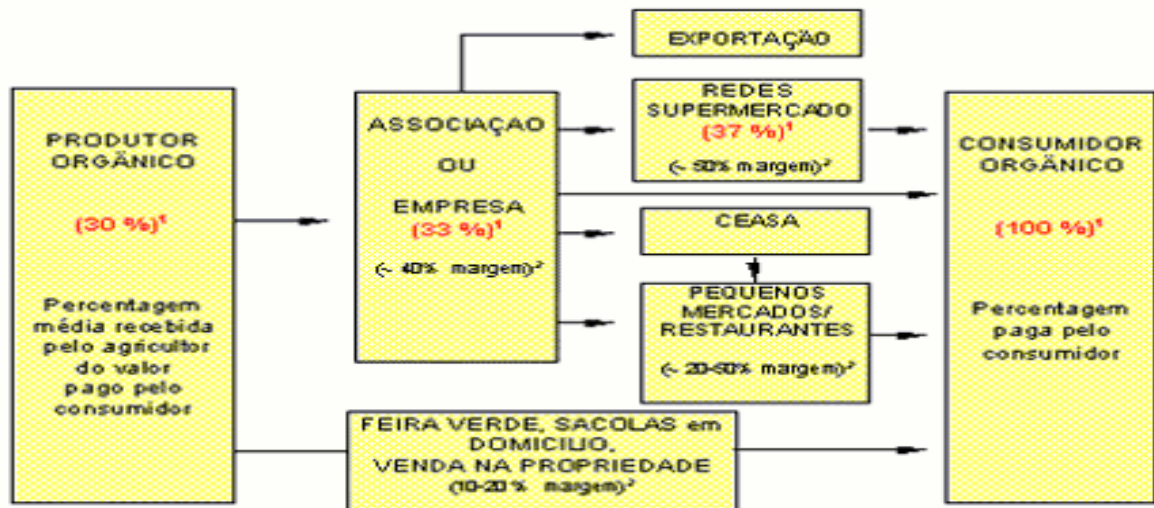 PRODUTOR
ORGÂNICO
(30 %)¹
Percentagem
média recebida
pelo agricultor
do valor
pago pelo
consumidor
ASSOCIAÇAO
OU
EMPRESA
(33 %)¹
(~ 40% margem)²
EXPORTAÇÃO
REDES
SUPERMERCADO
(37 %)¹
(~ 50% margem)²
CEASA
PEQUENOS
MERCADOS/
RESTAURANTES
(~ 20-50% margem)²
FEIRA VERDE, SACOLAS em
DOMICILIO,
VENDA NA PROPRIEDADE
(10-20 % margem)²
CONSUMIDOR
ORGÂNICO
(100 %)¹
Percentagem
paga pelo
consumidor